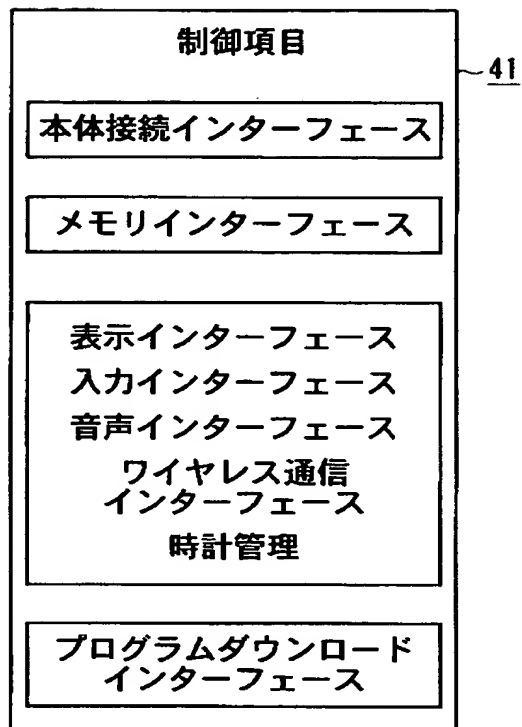 制御項目
41
本体接続インターフェース
メモリインターフェース
表示インターフェース
入力インターフェース
音声インターフェース
ワイヤレス通信
インターフェース
時計管理
プログラムダウンロード
インターフェース